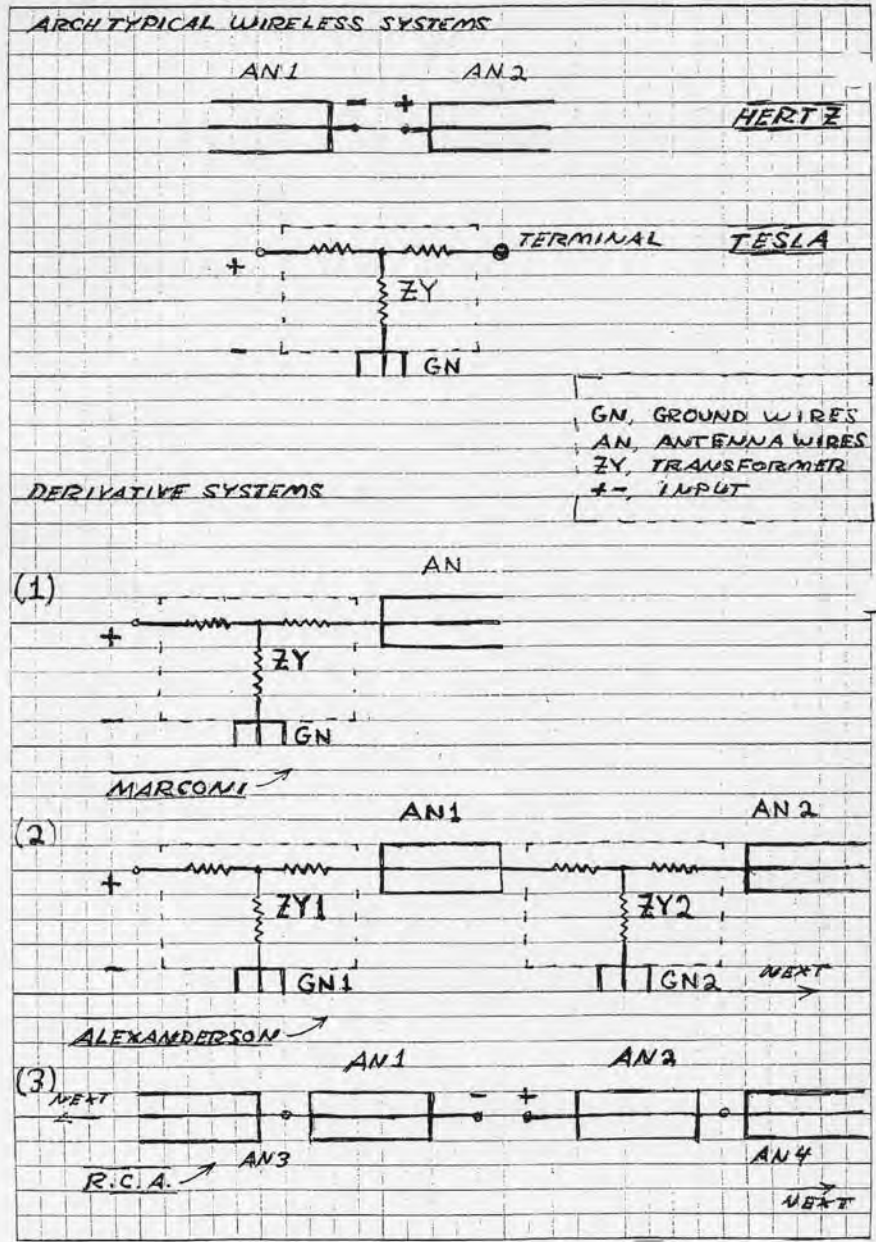 ARCHTYPICAL WIRELESS SYSTEMS
AN1 AN2
- +
HERTZ
TERMINAL TESLA
+
ZY
-
GN
GN, GROUND WIRES
AN, ANTENNA WIRES
ZY, TRANSFORMER
+-, INPUT
DERIVATIVE SYSTEMS
(1)
AN
+
ZY
-
GN
MARCONI
(2)
AN1 AN2
+
ZY1 ZY2
-
GN1 GN2 NEXT
ALEXANDERSON
(3)
AN1 AN2
NEXT - +
AN3 AN4
R.C.A.
NEXT